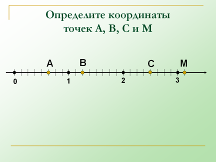 Определите координаты
точек А, В, С и М
А В С М
0 1 2 3